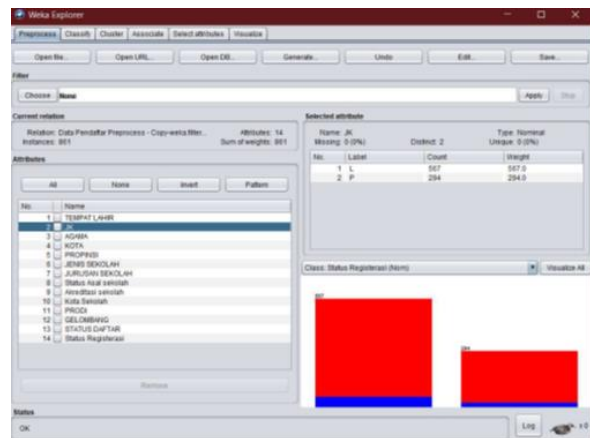 Weka Explorer
Preprocess Classify Cluster Associate Select attributes Visualize
Open file... Open URL... Open DB... Generate... Undo Edit... Save...
Filter
Choose None Apply Stop
Current relation
Relation: Data Pendaftar Preprocess - Copy-weka.filter... Attributes: 14
Instances: 861 Sum of weights: 861
Attributes
All None Invert Pattern
No. Name
1 TEMPAT LAHIR
2 JK
3 AGAMA
4 KOTA
5 PROPINSI
6 JENIS SEKOLAH
7 JURUSAN SEKOLAH
8 Status Asal sekolah
9 Akreditasi sekolah
10 Kota Sekolah
11 PRODI
12 GELOMBANG
13 STATUS DAFTAR
14 Status Registerasi
Remove
Selected attribute
Name: JK Type: Nominal
Missing: 0 (0%) Distinct: 2 Unique: 0 (0%)
No. Label Count Weight
1 L 567 567.0
2 P 294 294.0
Class: Status Registerasi (Nom) Visualize All
567
294
Status
OK
Log x 0